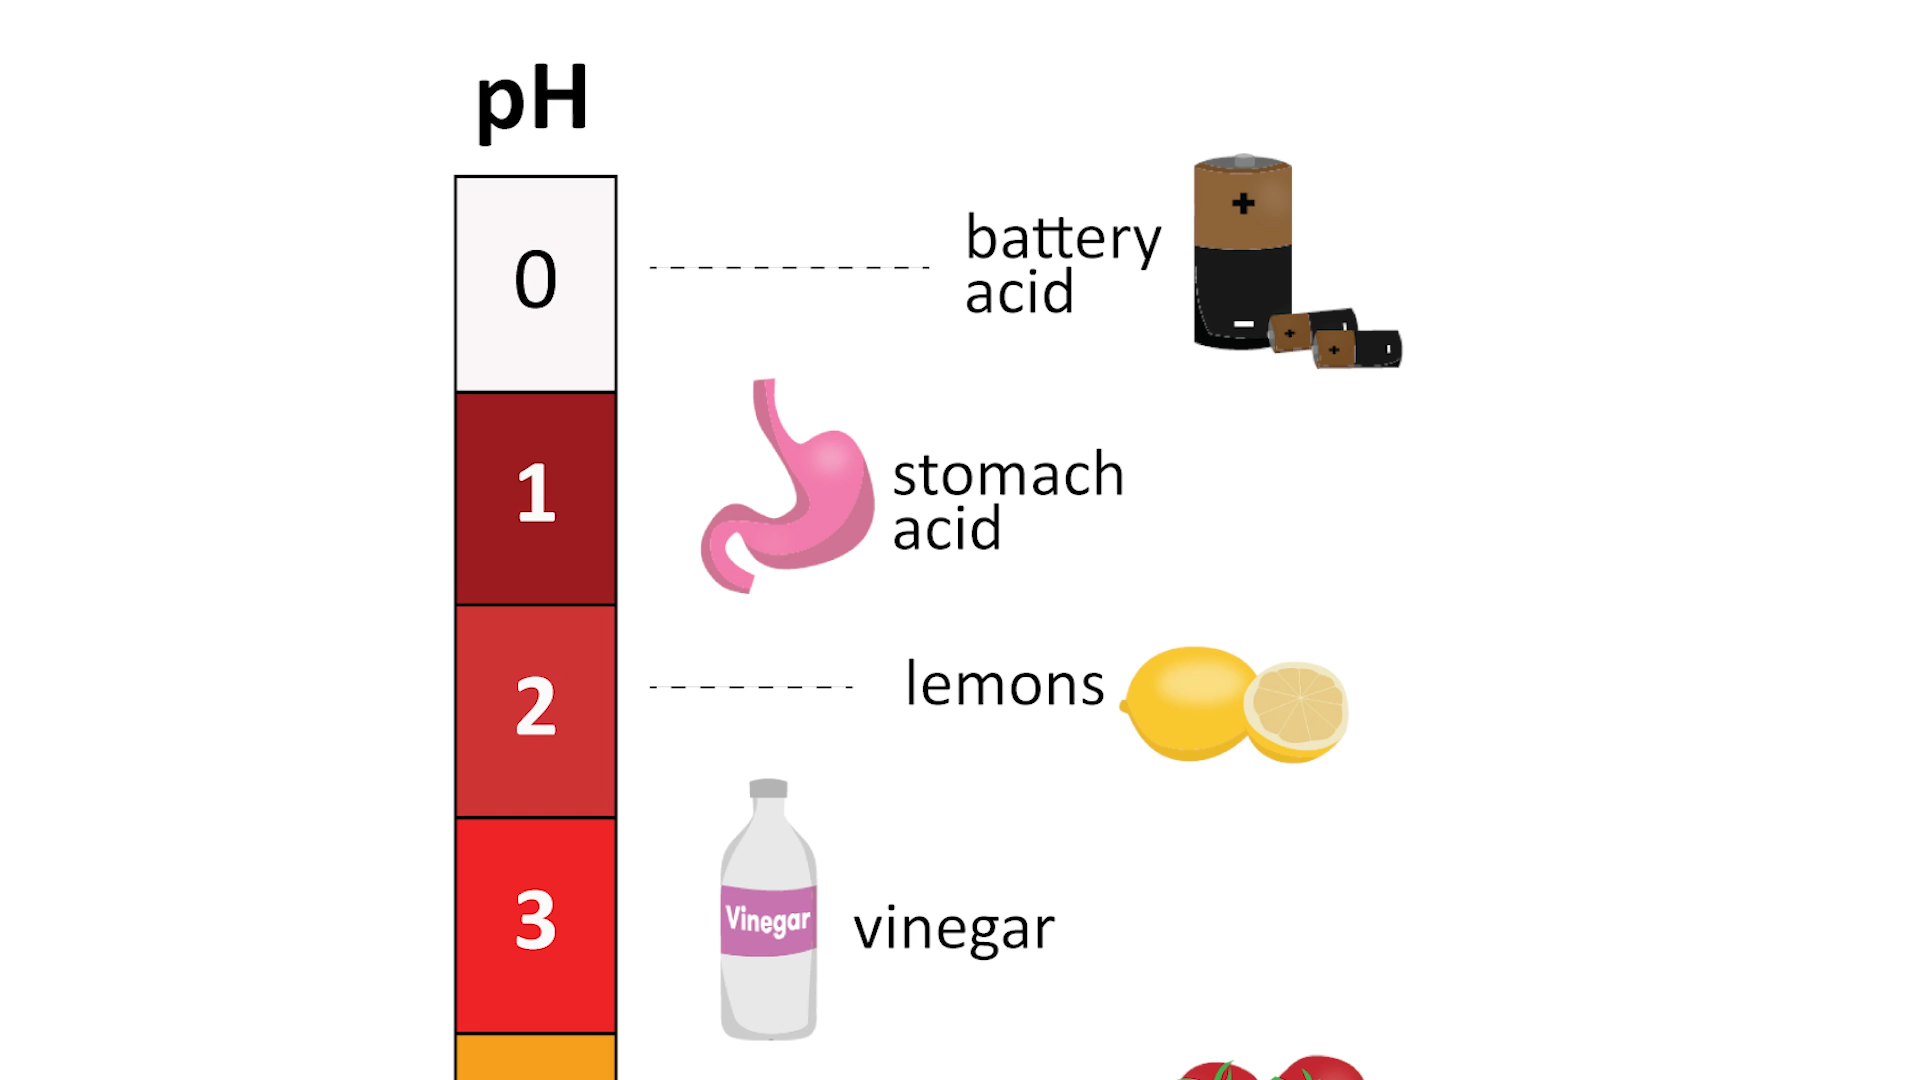 pH
0
battery
acid
1
stomach
acid
2
lemons
3
Vinegar
vinegar